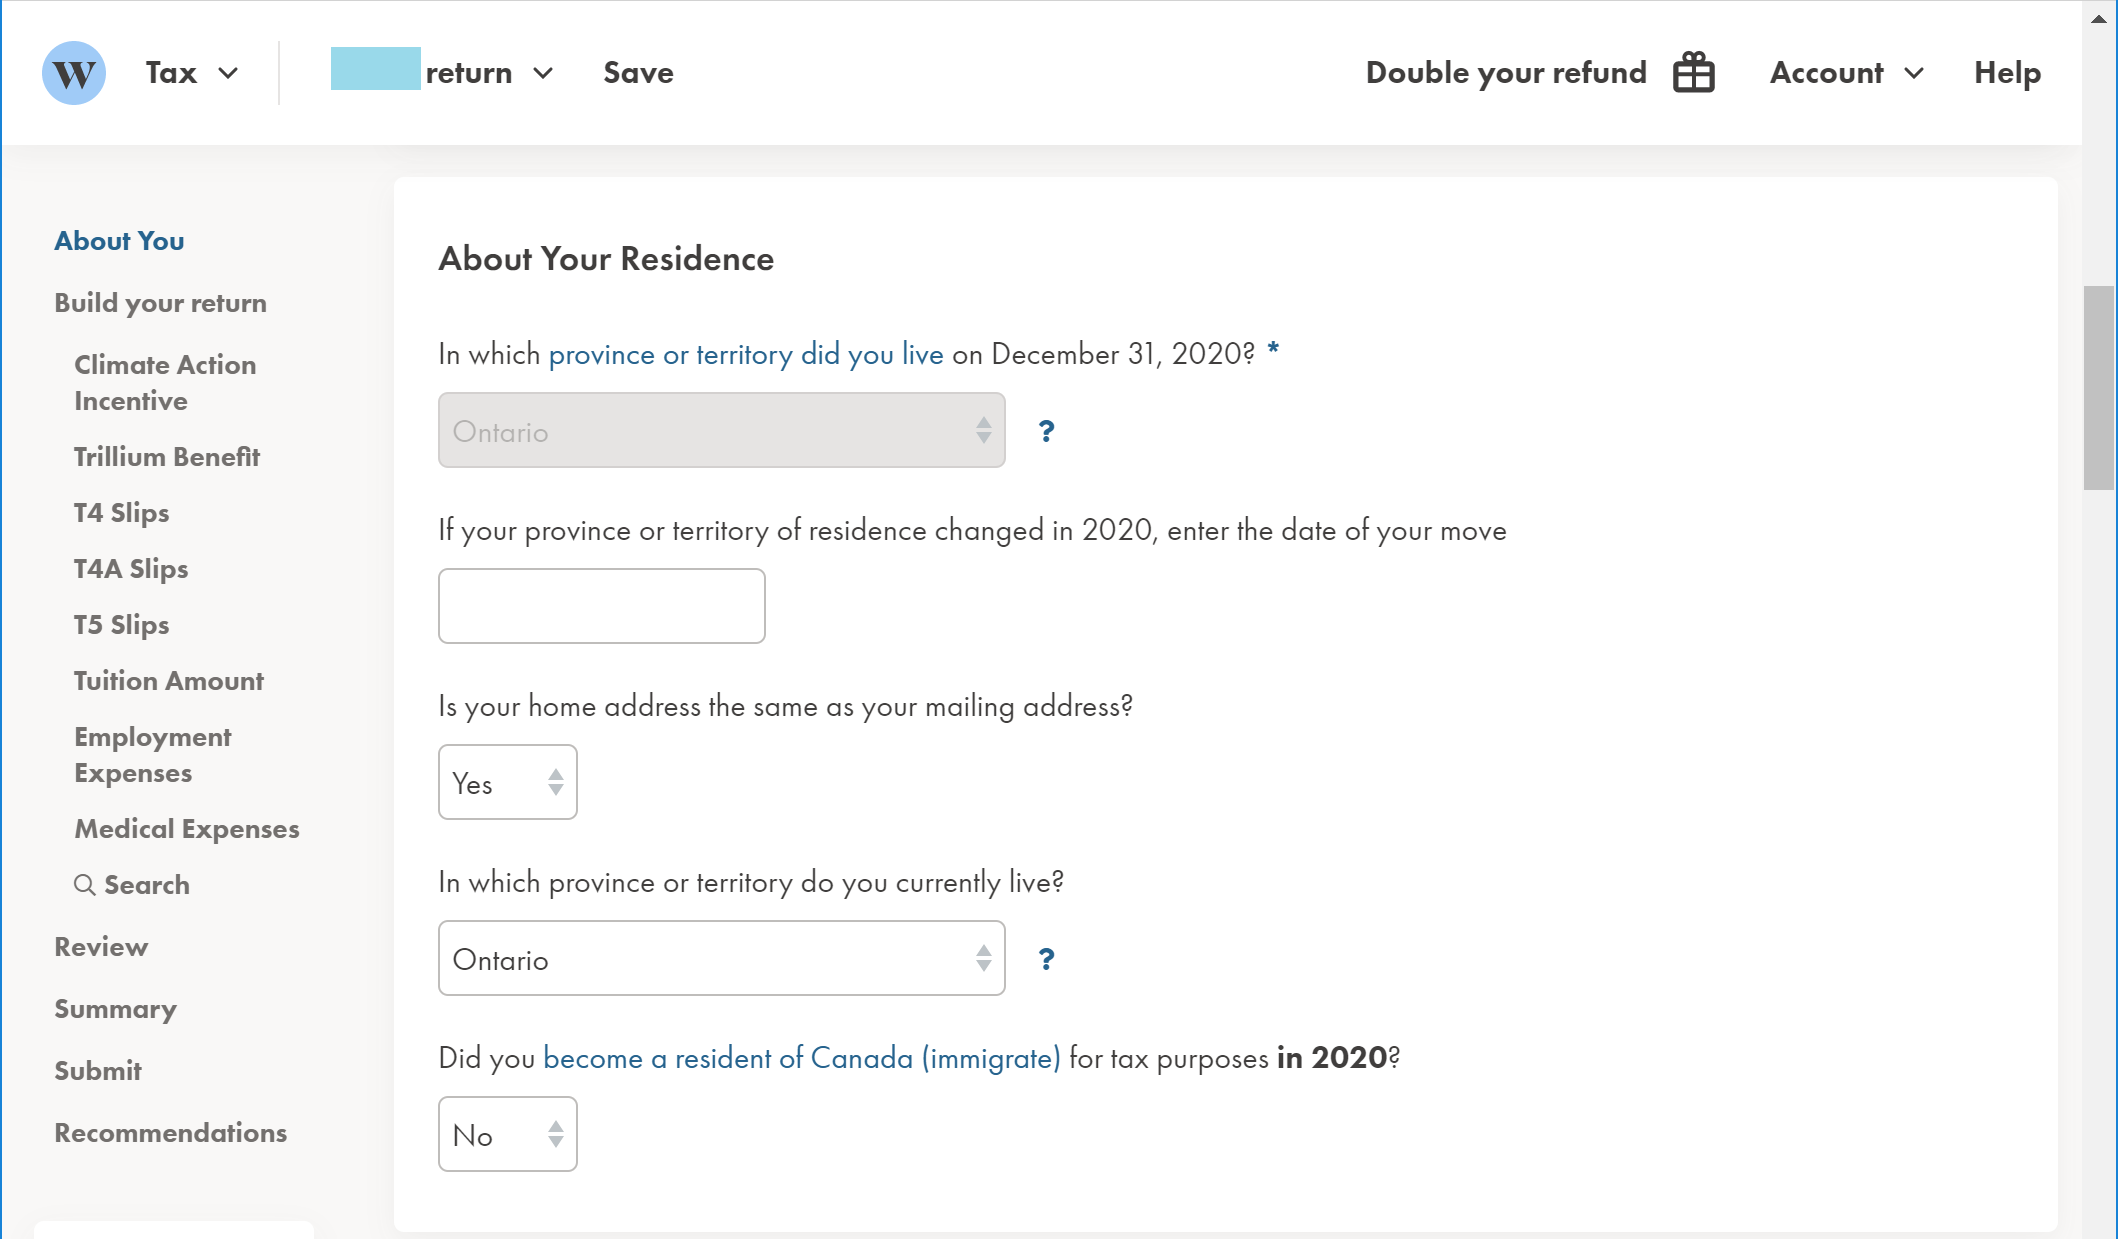 W Tax return Save Double your refund Account Help
About You
Build your return
Climate Action
Incentive
Trillium Benefit
T4 Slips
T4A Slips
T5 Slips
Tuition Amount
Employment
Expenses
Medical Expenses
Search
Review
Summary
Submit
Recommendations
About Your Residence
In which province or territory did you live on December 31, 2020? *
Ontario ?
If your province or territory of residence changed in 2020, enter the date of your move
Is your home address the same as your mailing address?
Yes
In which province or territory do you currently live?
Ontario ?
Did you become a resident of Canada (immigrate) for tax purposes in 2020?
No